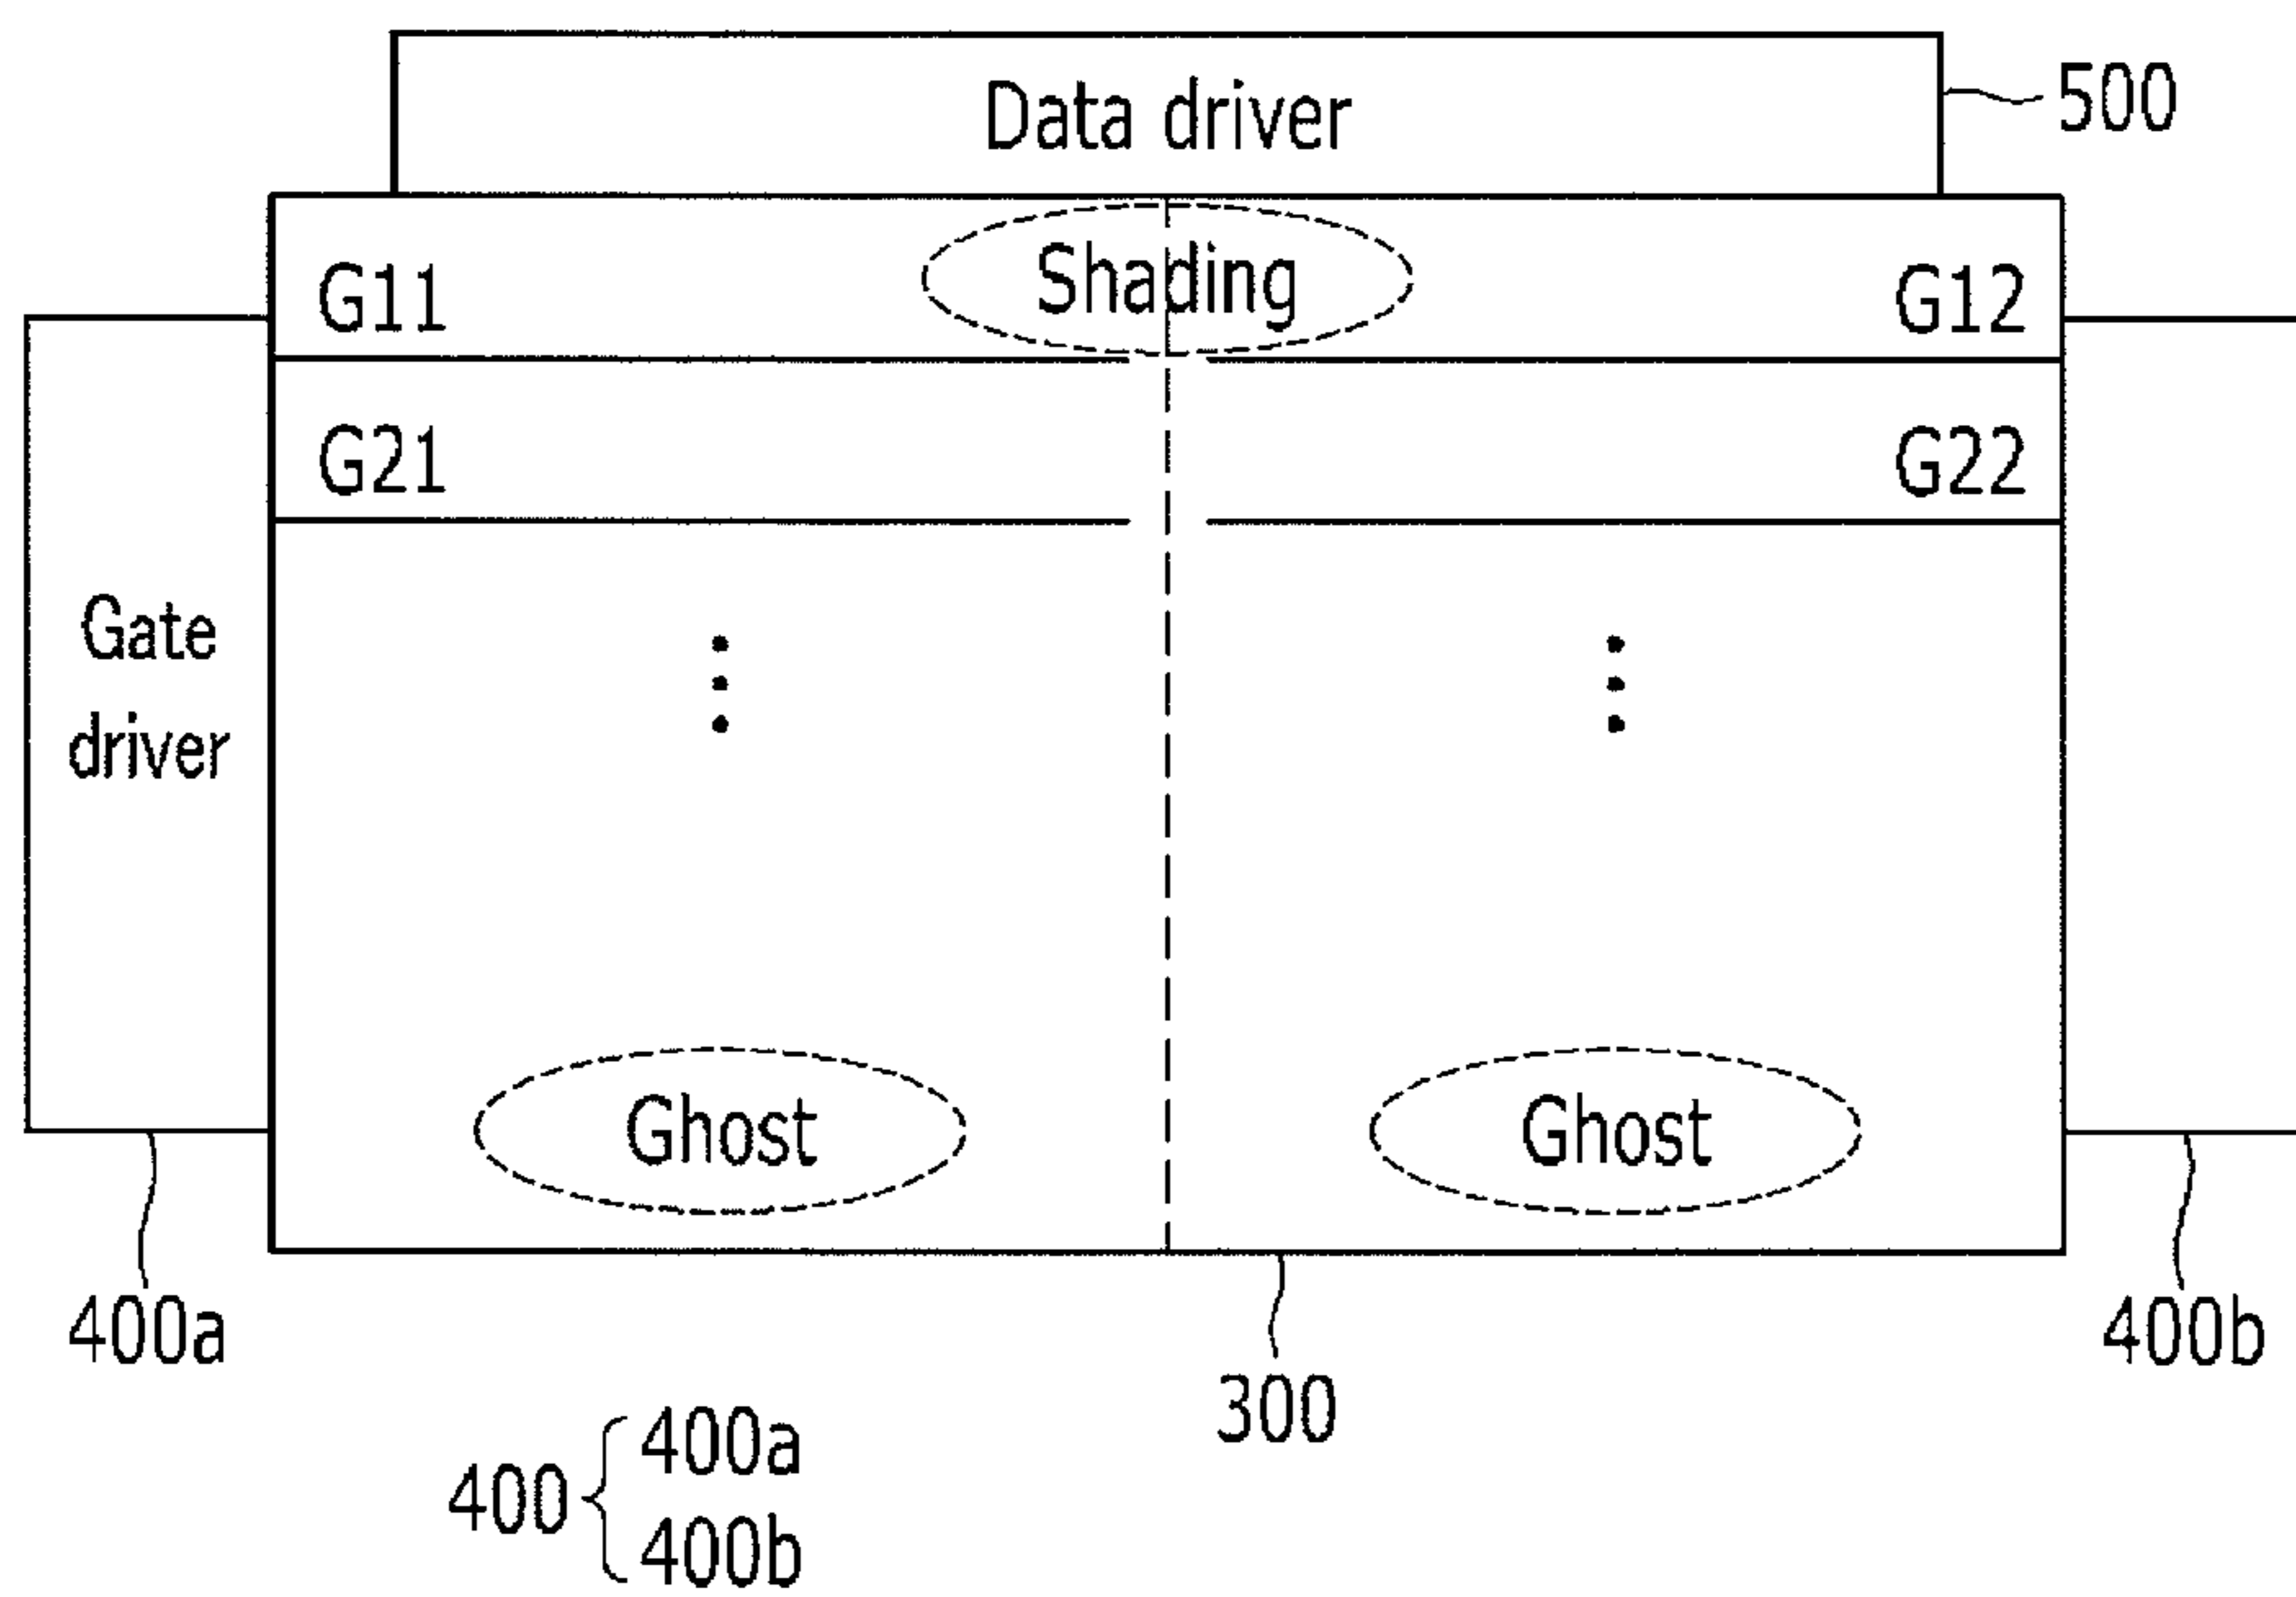 Data driver
500
Shading
G11
G12
G21
G22
Gate
driver
Ghost
Ghost
400a
400b
300
400 { 400a
400b